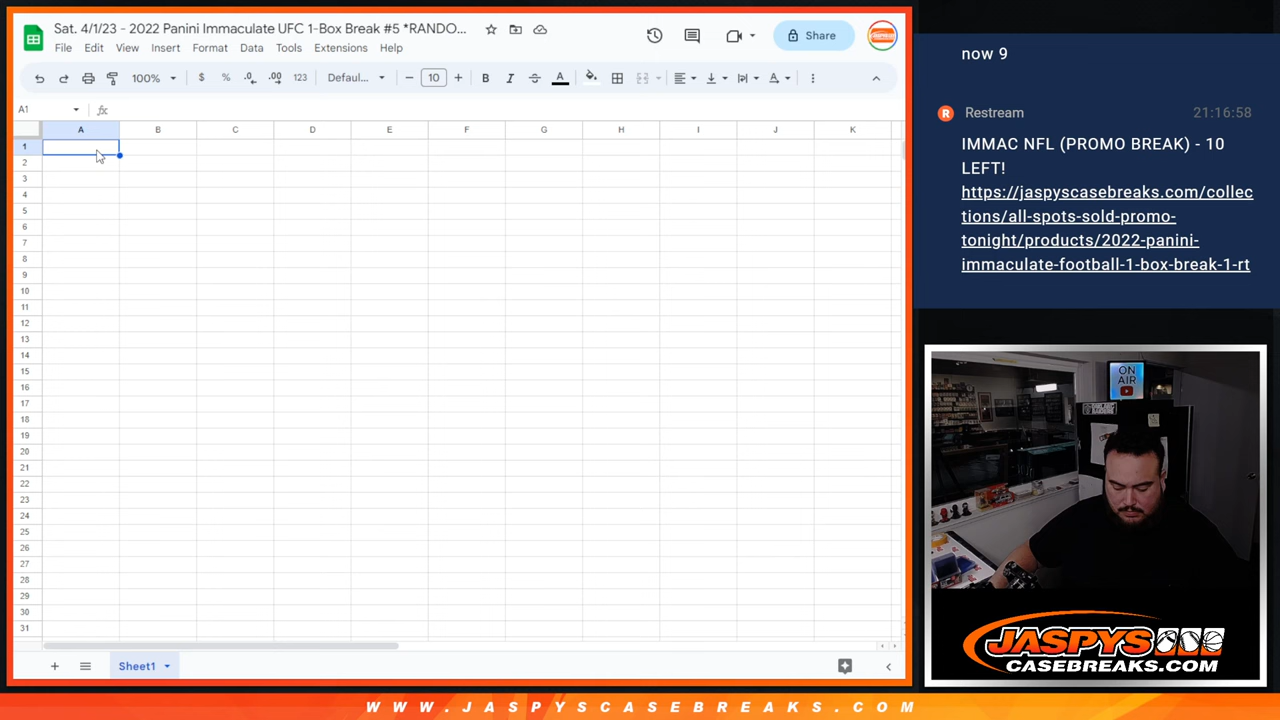 Sat. 4/1/23 - 2022 Panini Immaculate UFC 1-Box Break #5 *RANDO...
Share
File Edit View Insert Format Data Tools Extensions Help
100% $ % .0 .00 123 Defaul... 10 B I A
A1 fx
A B C D E F G H I J K
1
2
3
4
5
6
7
8
9
10
11
12
13
14
15
16
17
18
19
20
21
22
23
24
25
26
27
28
29
30
31
Sheet1
now 9
R Restream 21:16:58
IMMAC NFL (PROMO BREAK) - 10
LEFT!
https://jaspyscasebreaks.com/collec
tions/all-spots-sold-promo-
tonight/products/2022-panini-
immaculate-football-1-box-break-1-rt
ON
AIR
JASPYS
CASEBREAKS.COM
WWW.JASPYSCASEBREAKS.COM